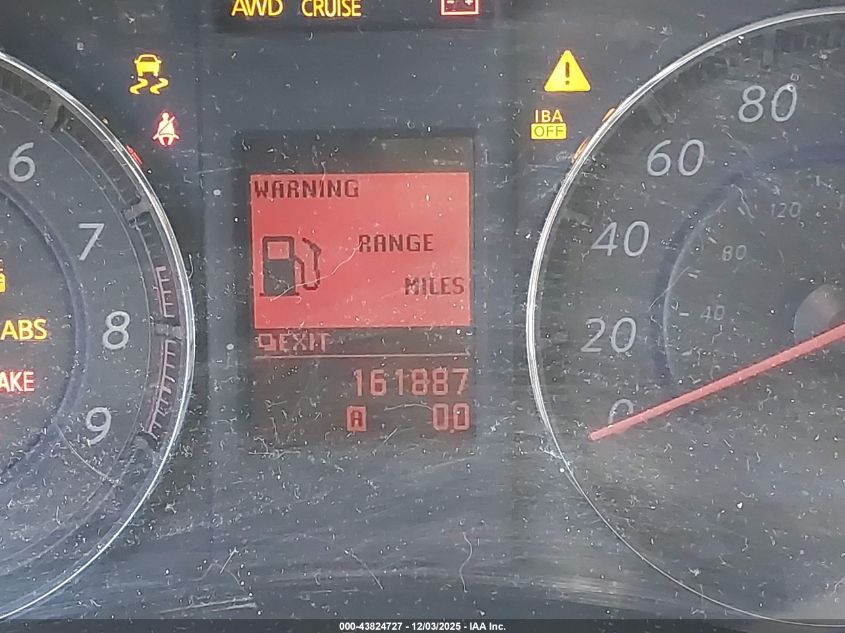 AWD CRUISE
IBA
OFF
WARNING
RANGE
MILES
EXIT
161887
A 0.0
6
7
8
9
ABS
AKE
80
60
40
20
0
120
80
40
000-43824727 - 12/03/2025 - IAA Inc.